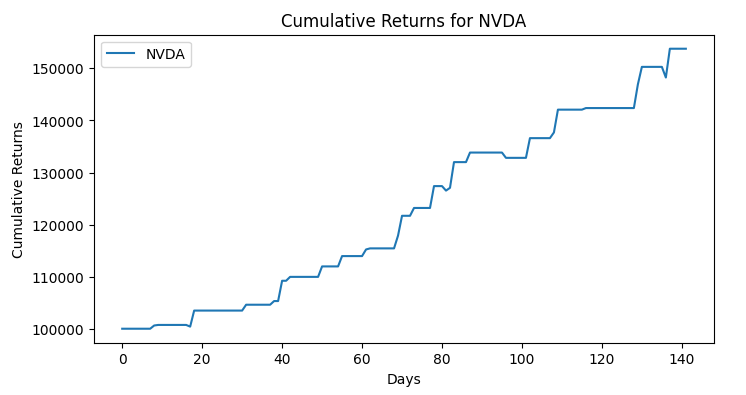 Cumulative Returns for NVDA
NVDA
150000
140000
130000
120000
110000
100000
Cumulative Returns
0 20 40 60 80 100 120 140
Days